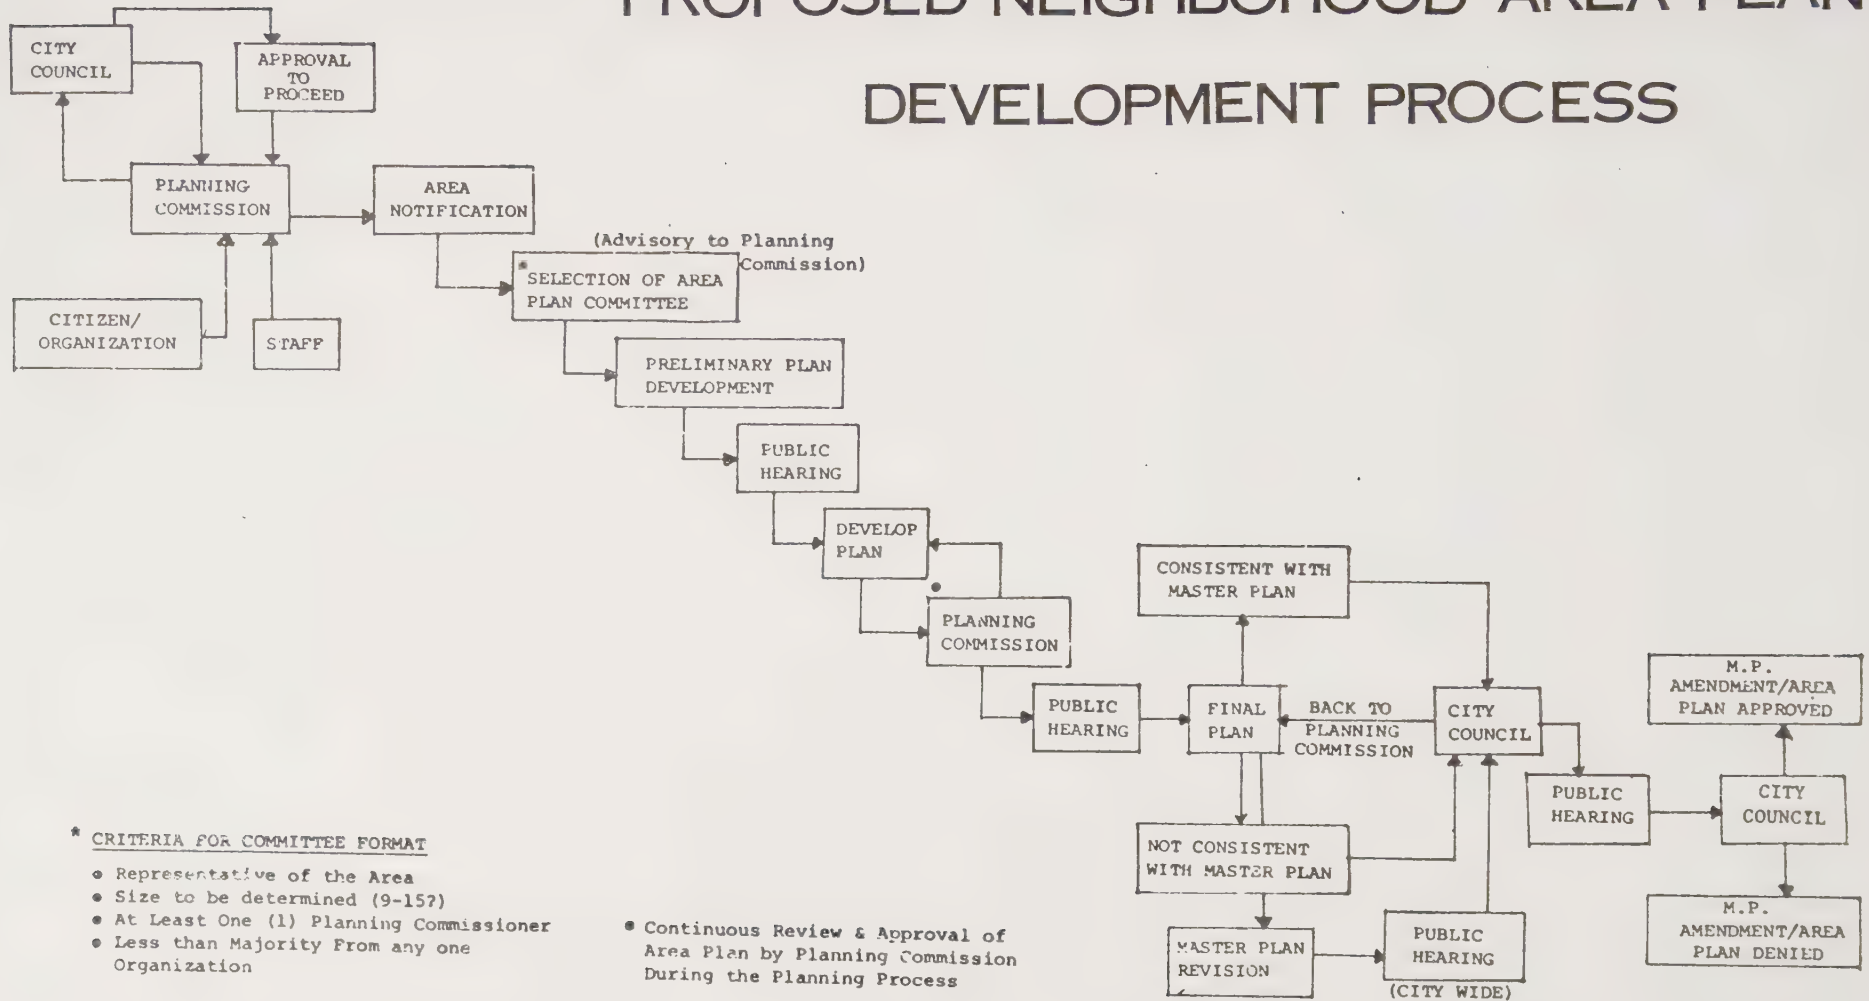 PROPOSED NEIGHBOHOOD AREA PLAN
DEVELOPMENT PROCESS
CITY
COUNCIL
APPROVAL
TO
PROCEED
PLANNING
COMMISSION
AREA
NOTIFICATION
CITIZEN/
ORGANIZATION
STAFF
(Advisory to Planning
Commission)
SELECTION OF AREA
PLAN COMMITTEE
PRELIMINARY PLAN
DEVELOPMENT
PUBLIC
HEARING
DEVELOP
PLAN
PLANNING
COMMISSION
PUBLIC
HEARING
FINAL
PLAN
CONSISTENT WITH
MASTER PLAN
BACK TO
PLANNING
COMMISSION
CITY
COUNCIL
NOT CONSISTENT
WITH MASTER PLAN
MASTER PLAN
REVISION
PUBLIC
HEARING
(CITY WIDE)
PUBLIC
HEARING
CITY
COUNCIL
M.P.
AMENDMENT/AREA
PLAN APPROVED
M.P.
AMENDMENT/AREA
PLAN DENIED
* CRITERIA FOR COMMITTEE FORMAT
• Representative of the Area
• Size to be determined (9-15?)
• At Least One (1) Planning Commissioner
• Less than Majority From any one
Organization
• Continuous Review & Approval of
Area Plan by Planning Commission
During the Planning Process